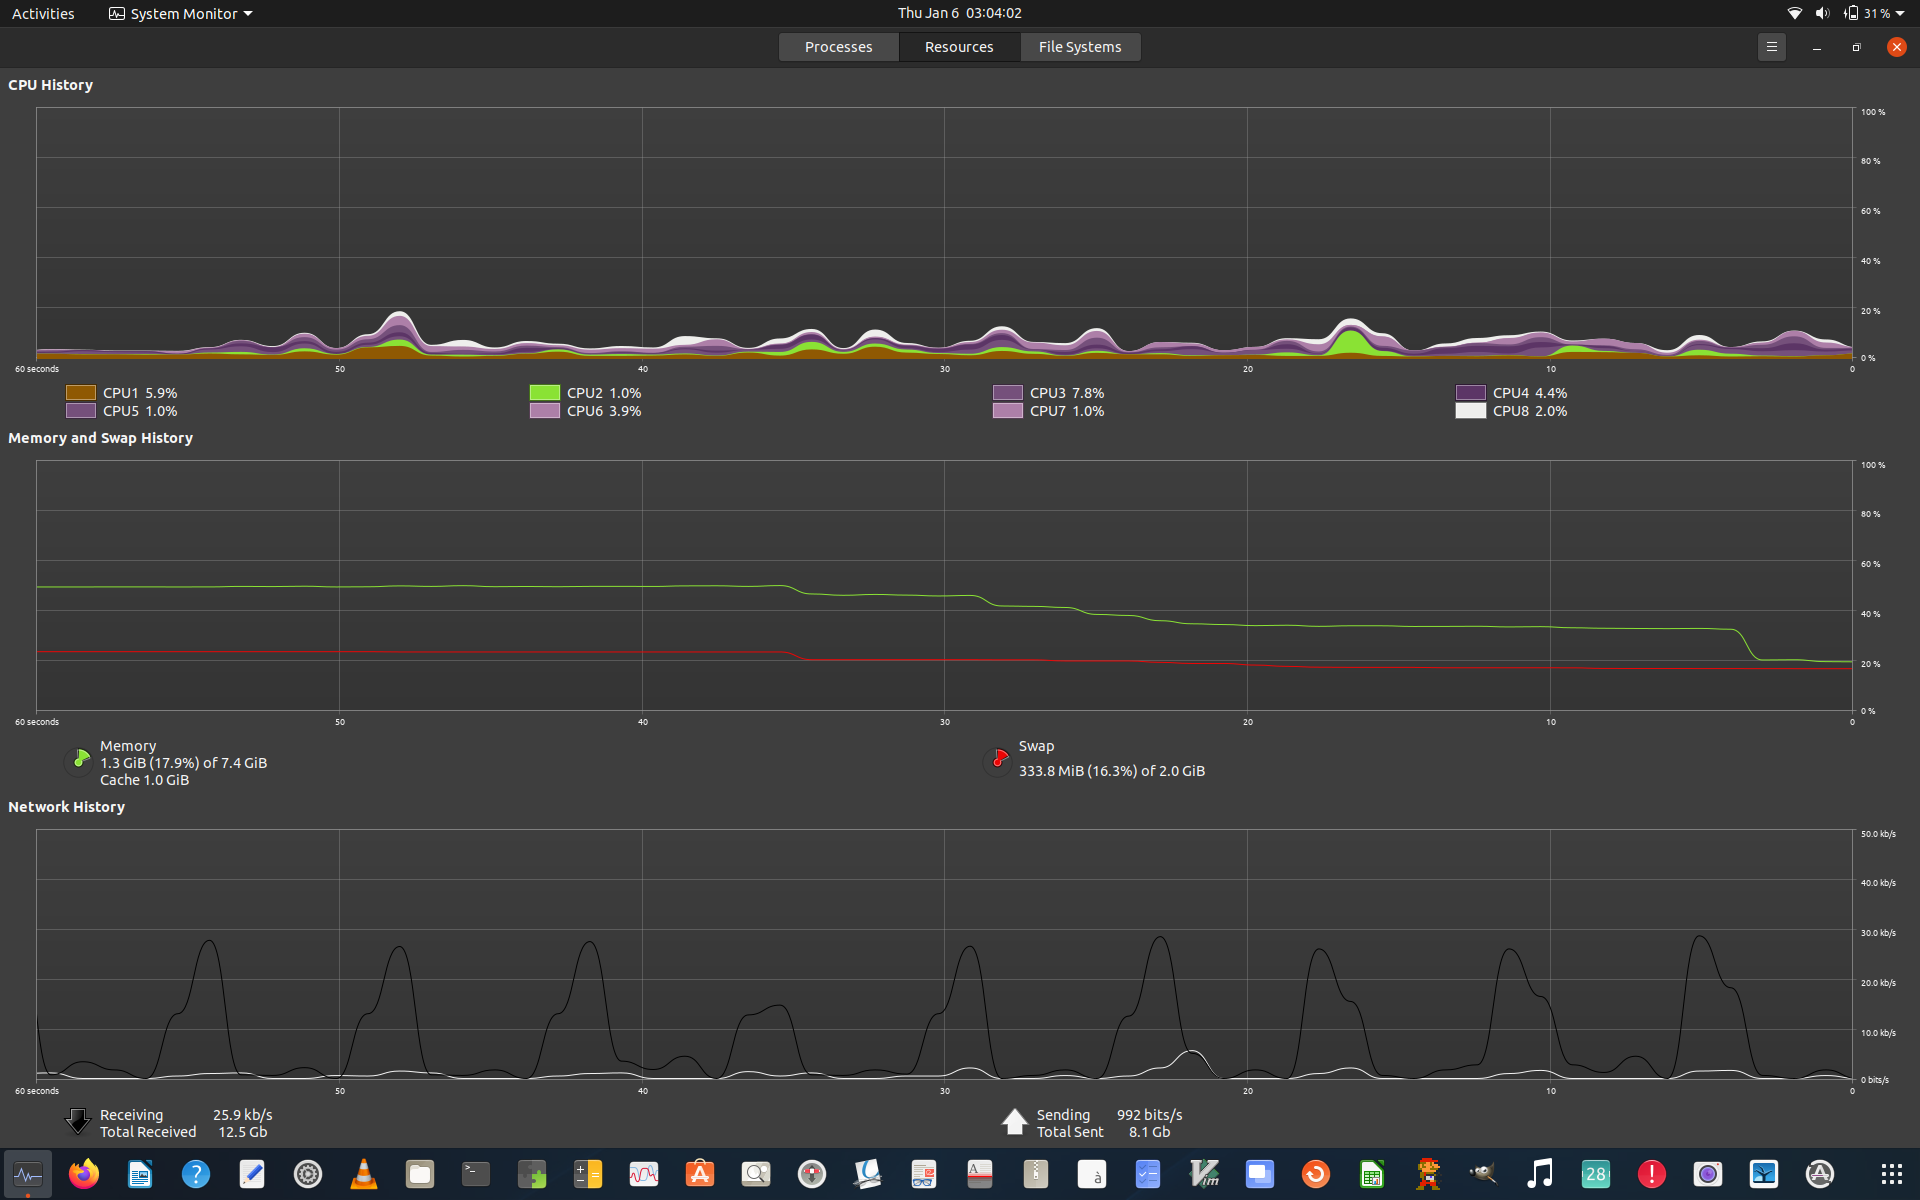 Activities System Monitor Thu Jan 6 03:04:02 31 %
Processes Resources File Systems
CPU History
100 %
80 %
60 %
40 %
20 %
0 %
60 seconds 50 40 30 20 10 0
CPU1 5.9% CPU2 1.0% CPU3 7.8% CPU4 4.4%
CPU5 1.0% CPU6 3.9% CPU7 1.0% CPU8 2.0%
Memory and Swap History
100 %
80 %
60 %
40 %
20 %
0 %
60 seconds 50 40 30 20 10 0
Memory
1.3 GiB (17.9%) of 7.4 GiB
Cache 1.0 GiB
Swap
333.8 MiB (16.3%) of 2.0 GiB
Network History
50.0 kb/s
40.0 kb/s
30.0 kb/s
20.0 kb/s
10.0 kb/s
0 bits/s
60 seconds 50 40 30 20 10 0
Receiving 25.9 kb/s Sending 992 bits/s
Total Received 12.5 Gb Total Sent 8.1 Gb
? >_ A à Vim 28 !